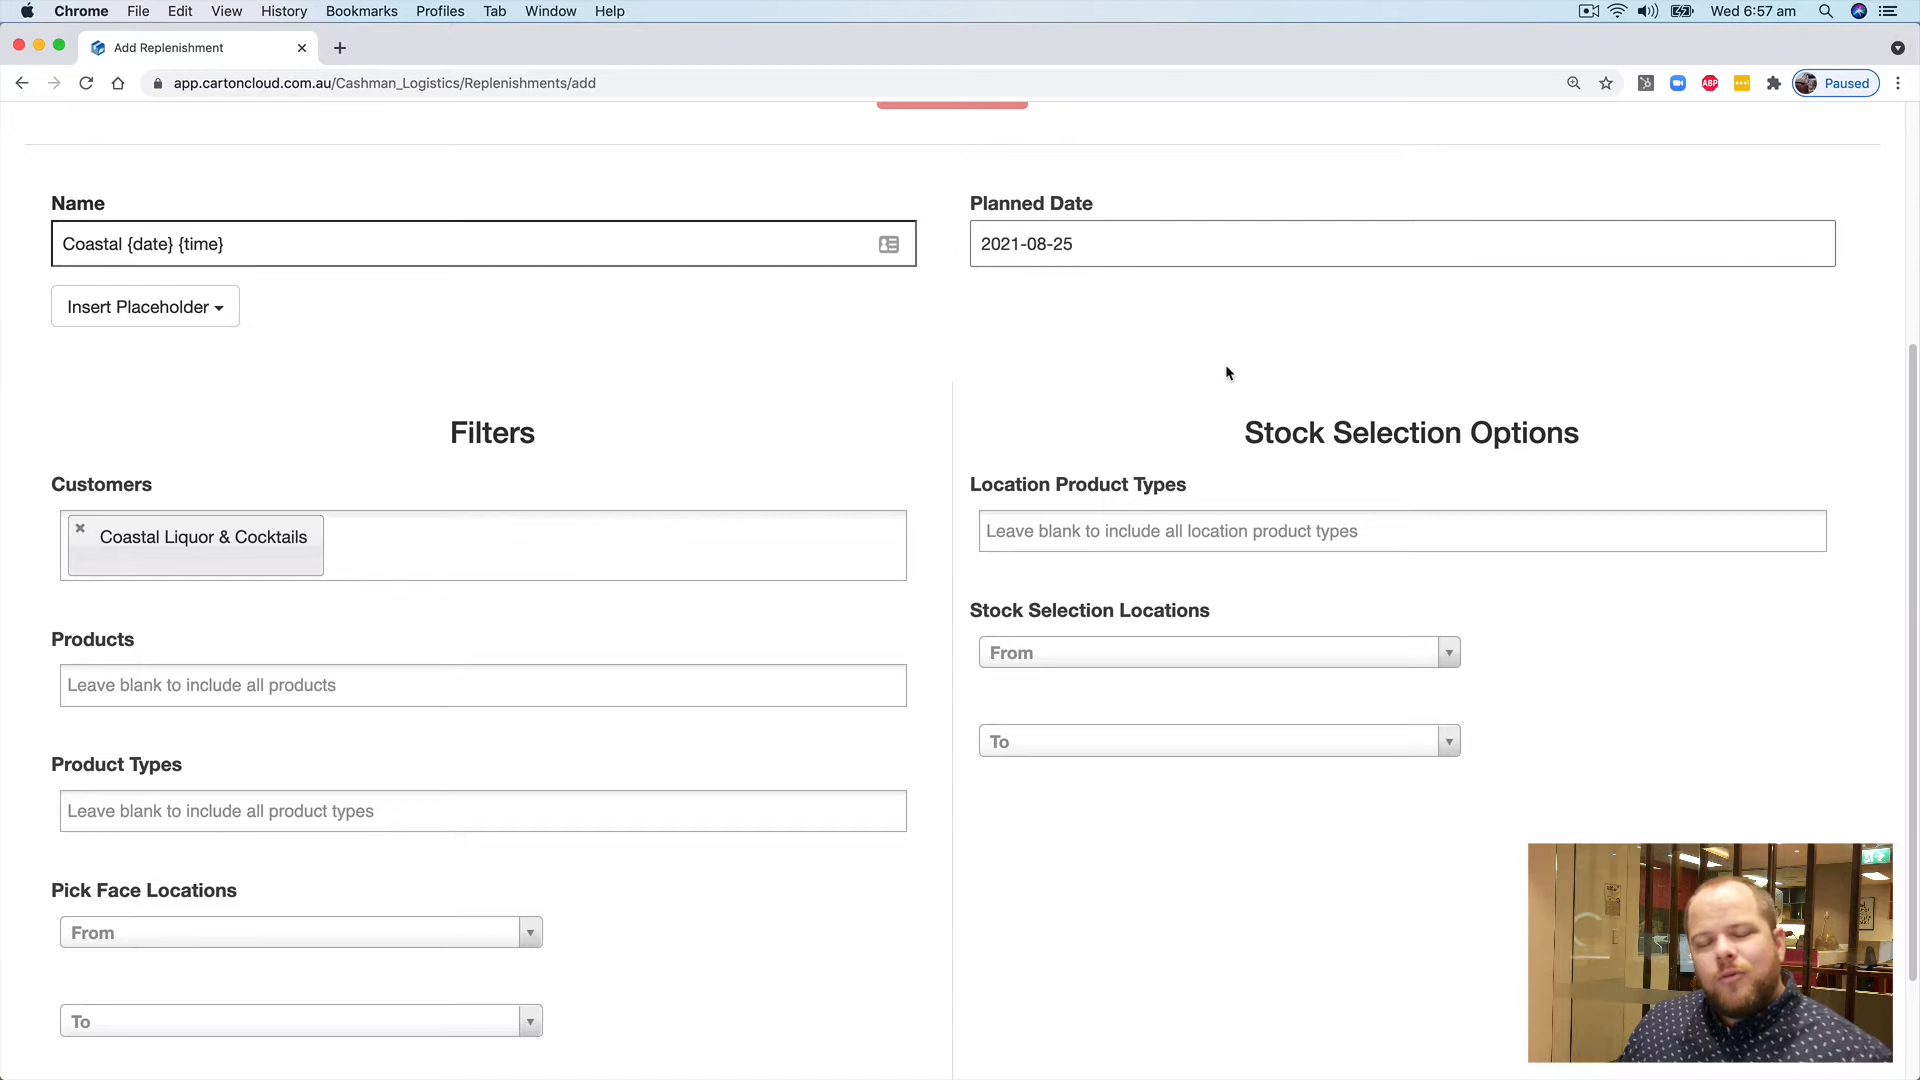 Chrome File Edit View History Bookmarks Profiles Tab Window Help
Wed 6:57 am
Add Replenishment
app.cartoncloud.com.au/Cashman_Logistics/Replenishments/add
ABP
Paused
Name
Planned Date
Coastal {date} {time}
2021-08-25
Insert Placeholder
Filters
Stock Selection Options
Customers
Location Product Types
Coastal Liquor & Cocktails
Leave blank to include all location product types
Products
Stock Selection Locations
Leave blank to include all products
From
Product Types
To
Leave blank to include all product types
Pick Face Locations
From
To